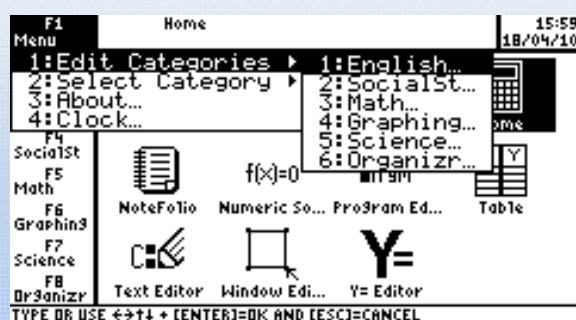 F1
Menu
Home
15:59
18/04/10
1:Edit Categories ▸
2:Select Category ▸
3:About…
4:Clock…
1:English…
2:SocialSt…
3:Math…
4:Graphing…
5:Science…
6:Organizr…
F4
SocialSt
F5
Math
F6
Graphing
F7
Science
F8
Organizr
f(x)=0
Y
NoteFolio
Numeric So…
Program Ed…
Table
C:
Y=
Text Editor
Window Edi…
Y= Editor
TYPE OR USE ←→↑↓ + [ENTER]=OK AND [ESC]=CANCEL